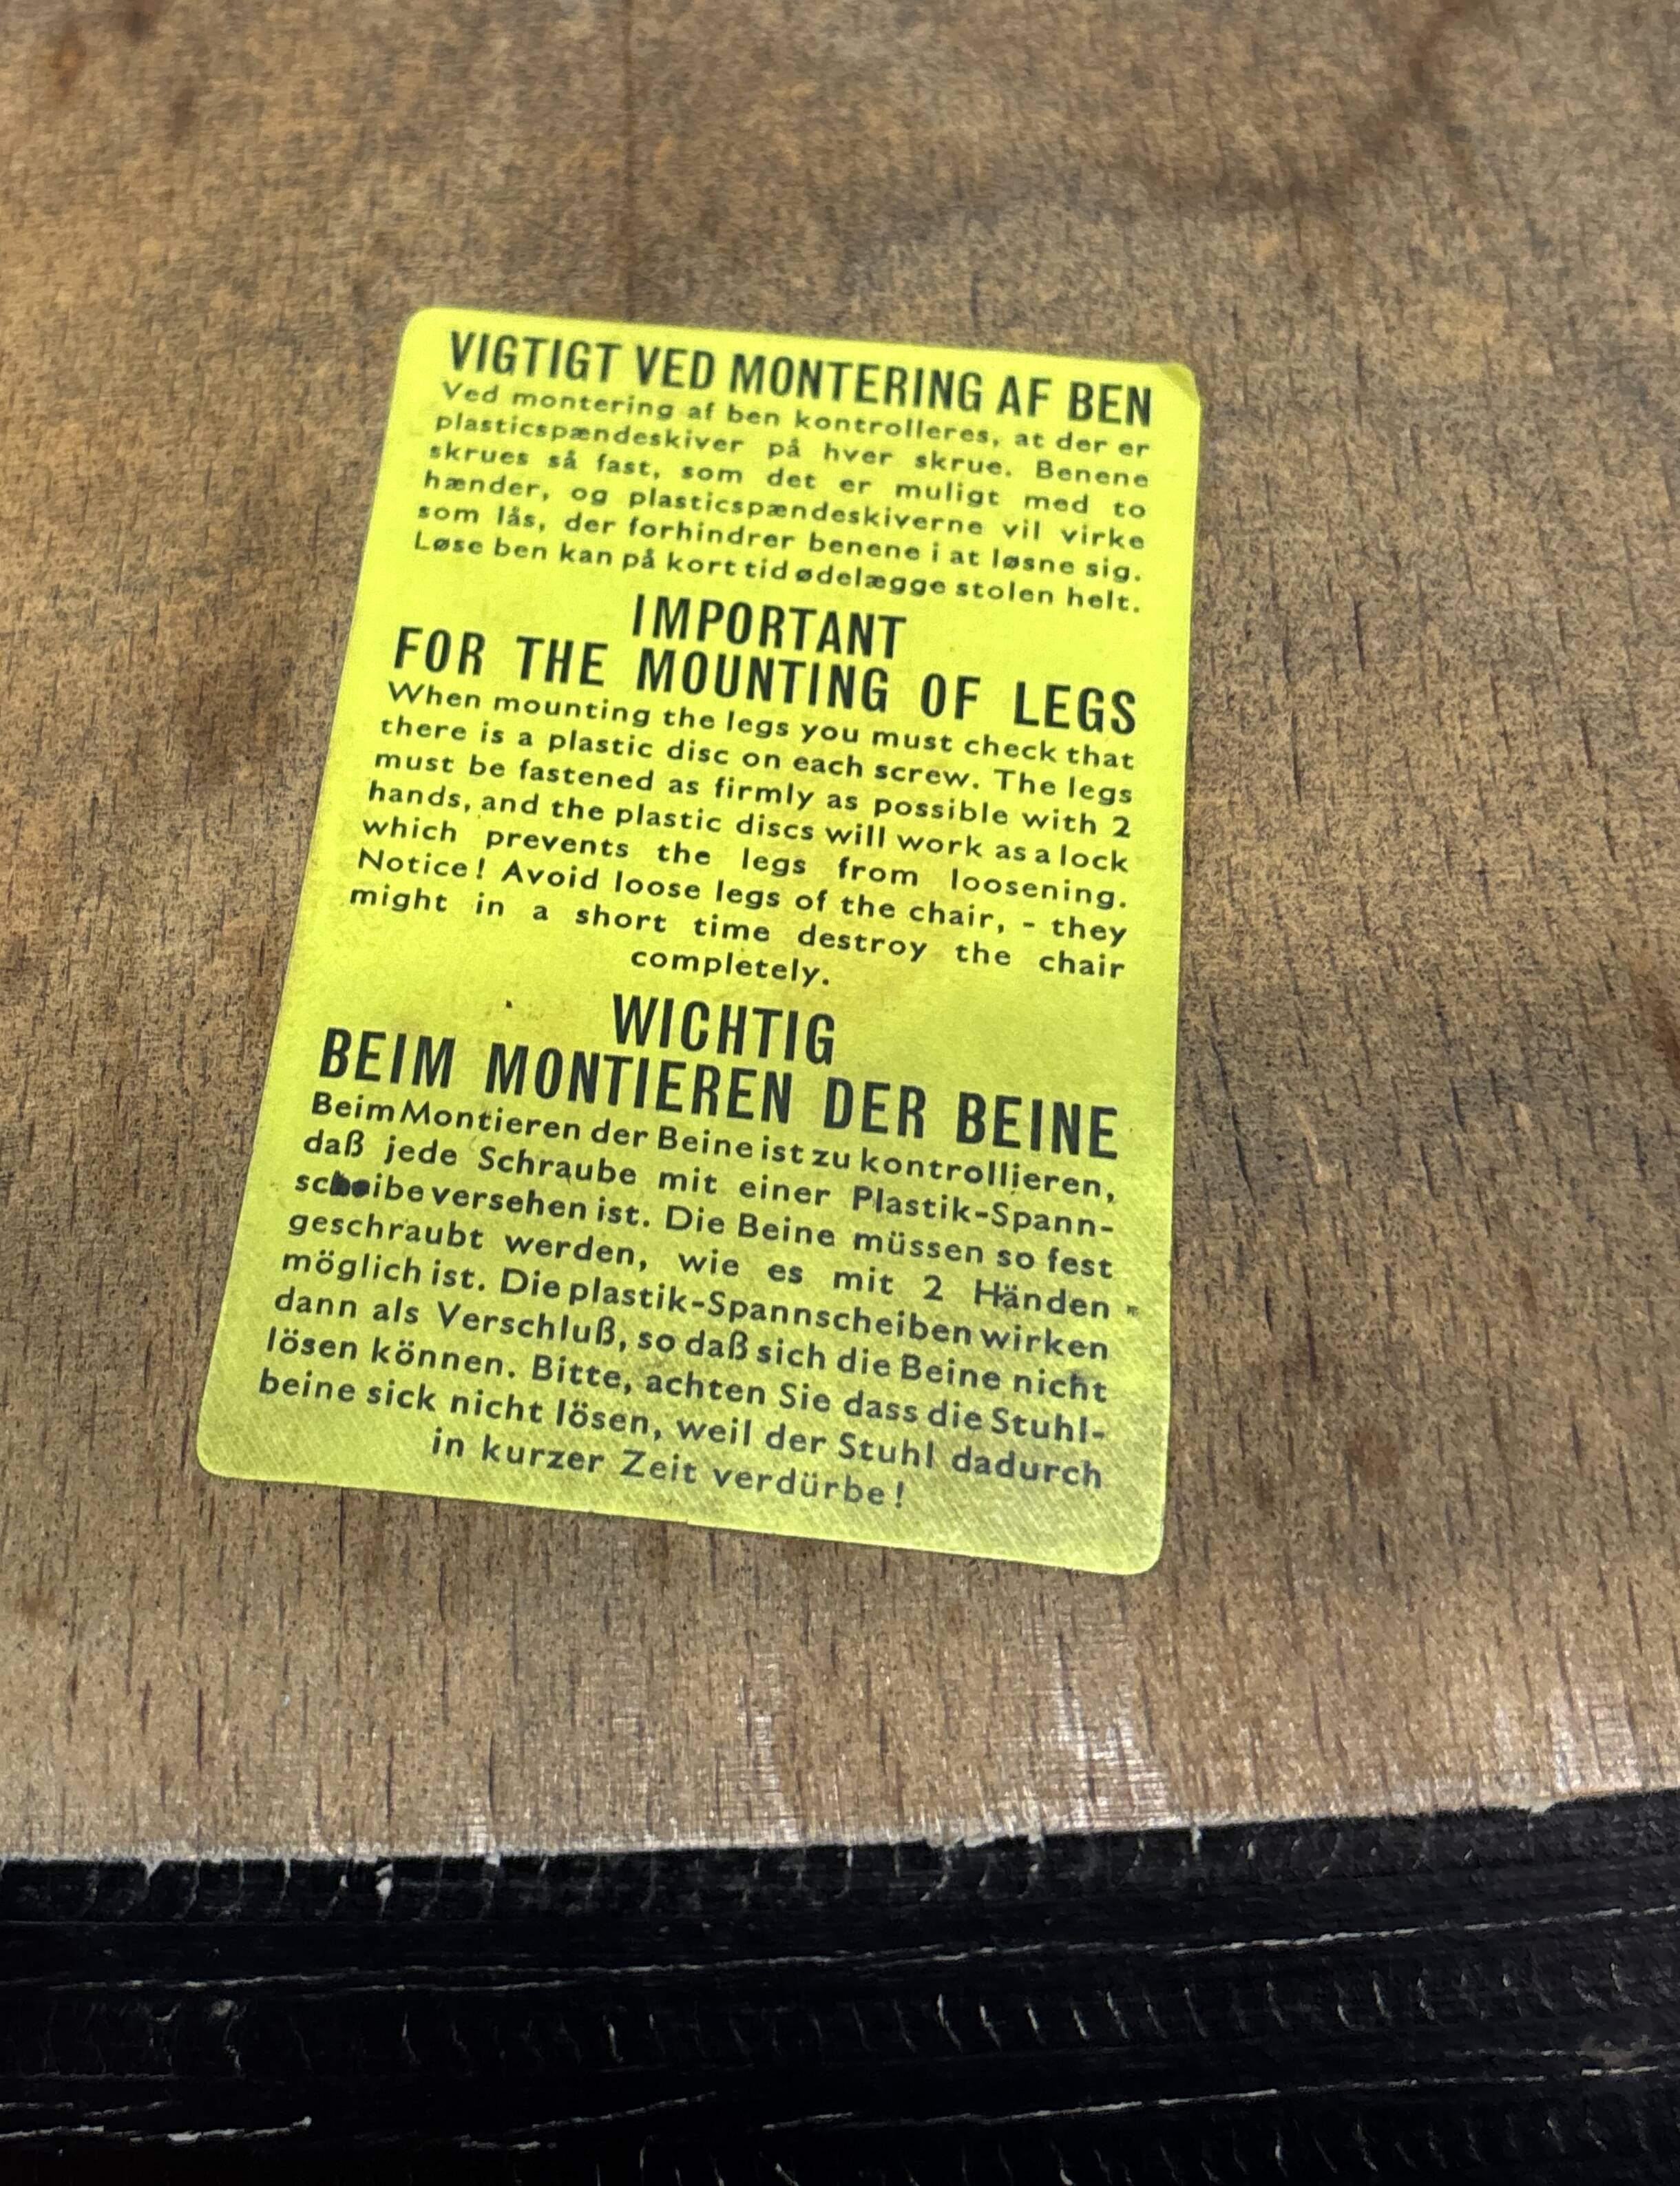 VIGTIGT VED MONTERING AF BEN
Ved montering af ben kontrolleres, at der er
plasticspændeskiver på hver skrue. Benene
skrues så fast, som det er muligt med to
hænder, og plasticspændeskiverne vil virke
som lås, der forhindrer benene i at løsne sig.
Løse ben kan på kort tid ødelægge stolen helt.
IMPORTANT
FOR THE MOUNTING OF LEGS
When mounting the legs you must check that
there is a plastic disc on each screw. The legs
must be fastened as firmly as possible with 2
hands, and the plastic discs will work as a lock
which prevents the legs from loosening.
Notice! Avoid loose legs of the chair, - they
might in a short time destroy the chair
completely.
WICHTIG
BEIM MONTIEREN DER BEINE
Beim Montieren der Beine ist zu kontrollieren,
daß jede Schraube mit einer Plastik-Spann-
scheibe versehen ist. Die Beine müssen so fest
geschraubt werden, wie es mit 2 Händen
möglich ist. Die plastik-Spannscheiben wirken
dann als Verschluß, so daß sich die Beine nicht
lösen können. Bitte, achten Sie dass die Stuhl-
beine sick nicht lösen, weil der Stuhl dadurch
in kurzer Zeit verdürbe!